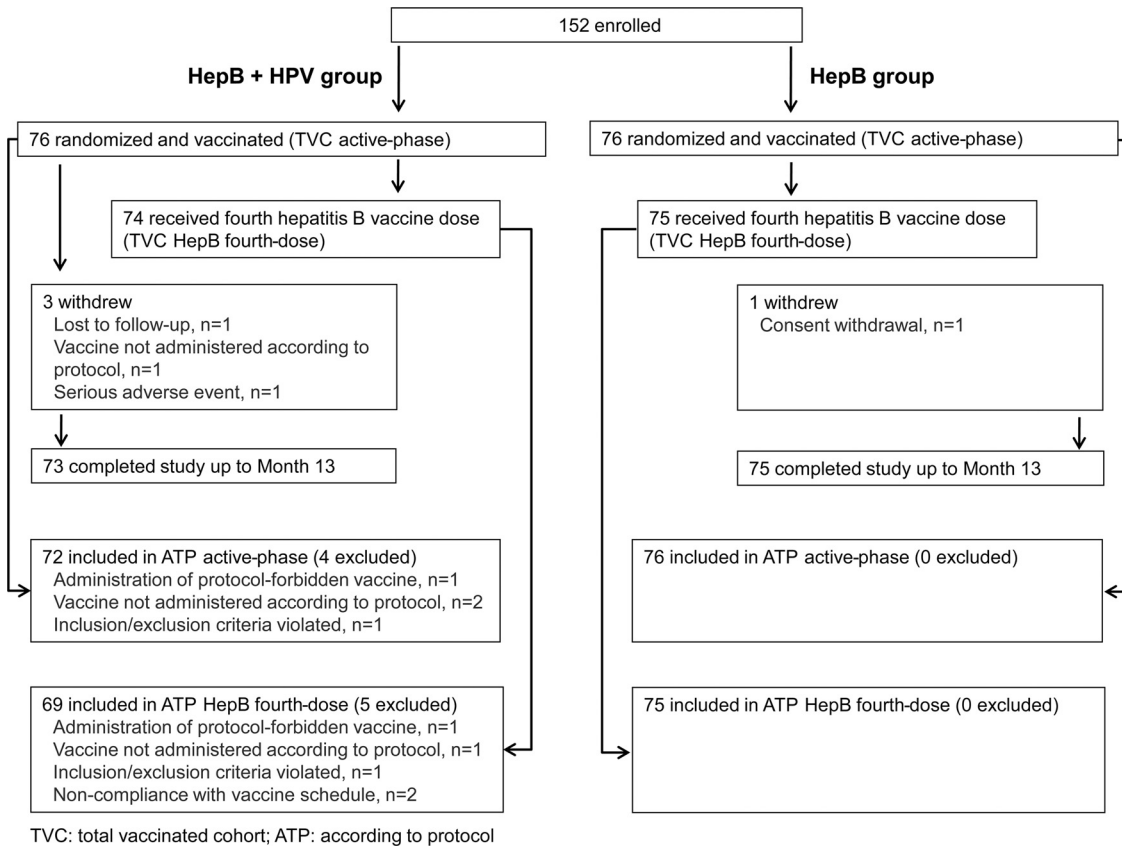 152 enrolled
HepB + HPV group
HepB group
76 randomized and vaccinated (TVC active-phase)
76 randomized and vaccinated (TVC active-phase)
74 received fourth hepatitis B vaccine dose
(TVC HepB fourth-dose)
75 received fourth hepatitis B vaccine dose
(TVC HepB fourth-dose)
3 withdrew
Lost to follow-up, n=1
Vaccine not administered according to
protocol, n=1
Serious adverse event, n=1
1 withdrew
Consent withdrawal, n=1
73 completed study up to Month 13
75 completed study up to Month 13
72 included in ATP active-phase (4 excluded)
Administration of protocol-forbidden vaccine, n=1
Vaccine not administered according to protocol, n=2
Inclusion/exclusion criteria violated, n=1
76 included in ATP active-phase (0 excluded)
69 included in ATP HepB fourth-dose (5 excluded)
Administration of protocol-forbidden vaccine, n=1
Vaccine not administered according to protocol, n=1
Inclusion/exclusion criteria violated, n=1
Non-compliance with vaccine schedule, n=2
75 included in ATP HepB fourth-dose (0 excluded)
TVC: total vaccinated cohort; ATP: according to protocol